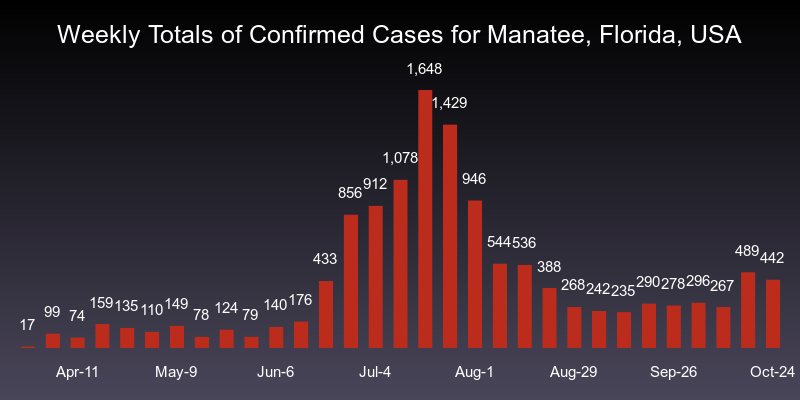 Weekly Totals of Confirmed Cases for Manatee, Florida, USA
17 99 74 159 135 110 149 78 124 79 140 176 433 856 912 1,078 1,648 1,429 946 544 536 388 268 242 235 290 278 296 267 489 442
Apr-11 May-9 Jun-6 Jul-4 Aug-1 Aug-29 Sep-26 Oct-24